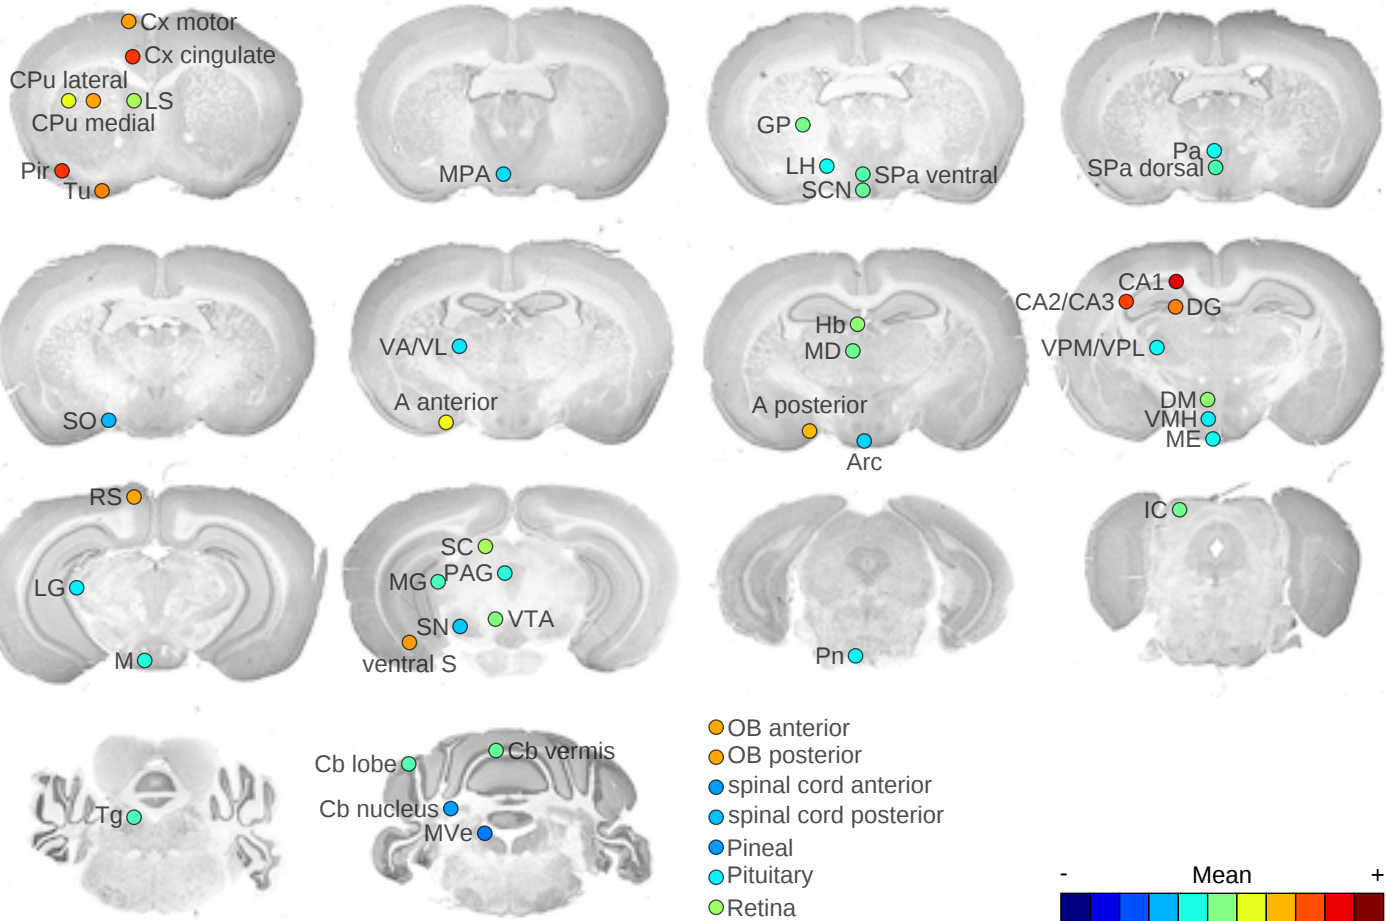 Cx motor
Cx cingulate
CPu lateral
LS
CPu medial
Pir
Tu
MPA
GP
LH
SPa ventral
SCN
Pa
SPa dorsal
SO
VA/VL
A anterior
Hb
MD
A posterior
Arc
CA1
CA2/CA3
DG
VPM/VPL
DM
VMH
ME
RS
LG
M
SC
MG
PAG
SN
VTA
ventral S
Pn
IC
Tg
Cb lobe
Cb vermis
Cb nucleus
MVe
OB anterior
OB posterior
spinal cord anterior
spinal cord posterior
Pineal
Pituitary
Retina
- Mean +